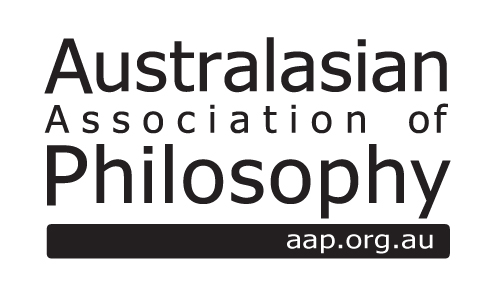 Australasian
Association of
Philosophy
aap.org.au